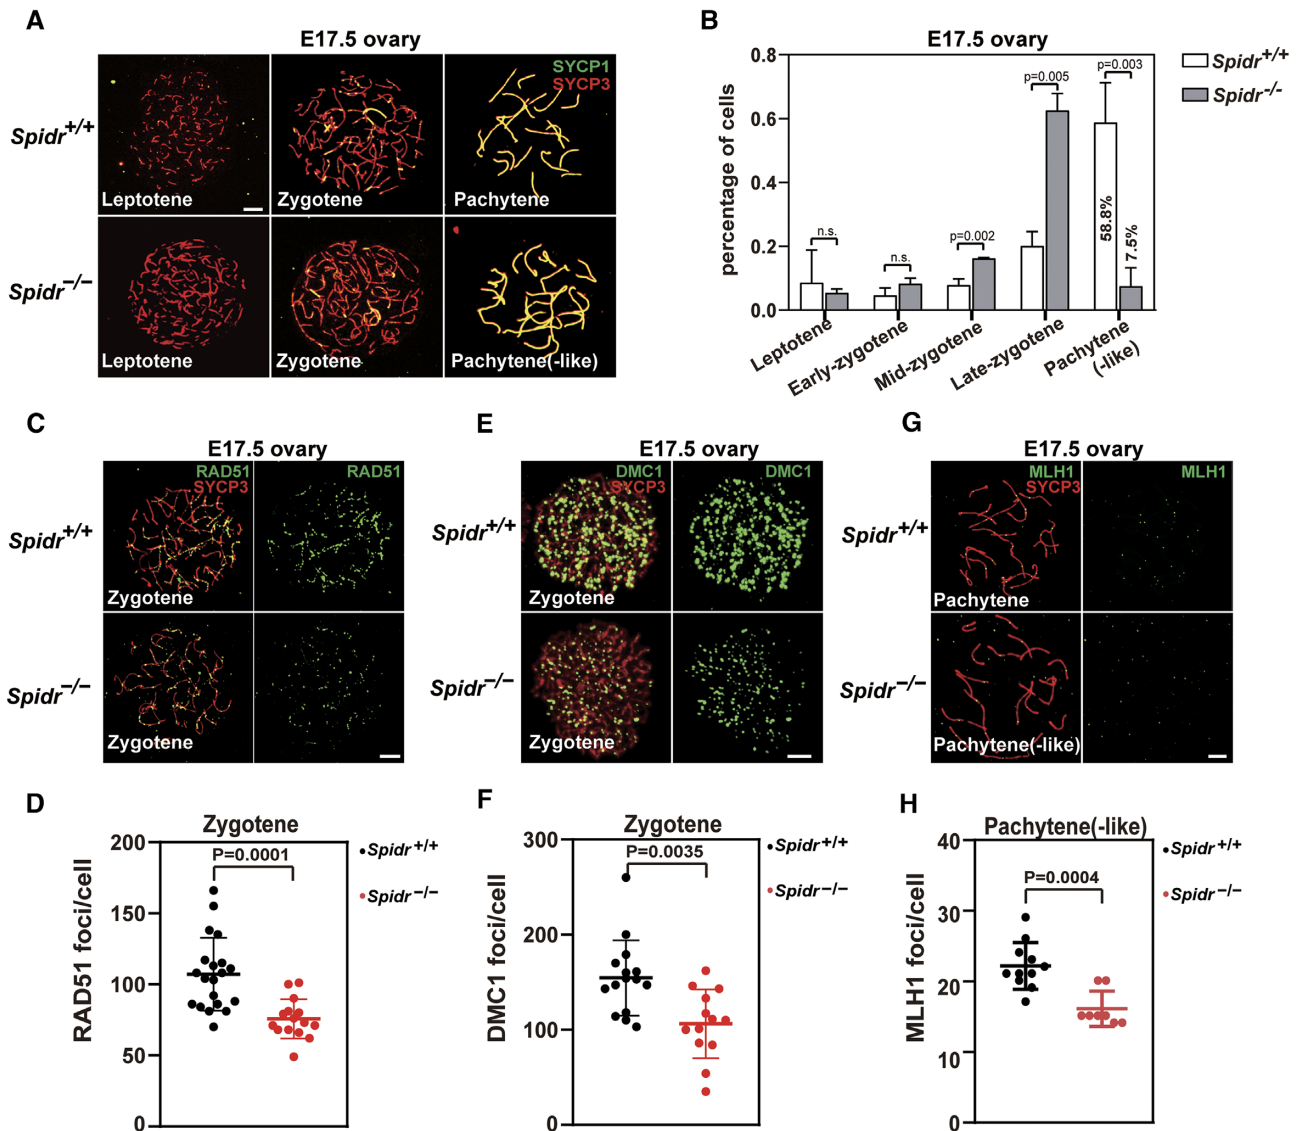 A
E17.5 ovary
SYCP1
SYCP3
Spidr+/+
Leptotene
Zygotene
Pachytene
Spidr−/−
Leptotene
Zygotene
Pachytene(-like)
B
E17.5 ovary
percentage of cells
0.8
0.6
0.4
0.2
0.0
n.s.
n.s.
p=0.002
p=0.005
p=0.003
58.8%
7.5%
Leptotene
Early-zygotene
Mid-zygotene
Late-zygotene
Pachytene
(-like)
Spidr+/+
Spidr-/-
C
E17.5 ovary
RAD51
SYCP3
RAD51
Spidr+/+
Zygotene
Spidr−/−
Zygotene
E
E17.5 ovary
DMC1
SYCP3
DMC1
Spidr+/+
Zygotene
Spidr−/−
Zygotene
G
E17.5 ovary
MLH1
SYCP3
MLH1
Spidr+/+
Pachytene
Spidr−/−
Pachytene(-like)
D
Zygotene
RAD51 foci/cell
200
150
100
50
0
P=0.0001
Spidr+/+
Spidr−/−
F
Zygotene
DMC1 foci/cell
300
200
100
0
P=0.0035
Spidr+/+
Spidr−/−
H
Pachytene(-like)
MLH1 foci/cell
40
30
20
10
0
P=0.0004
Spidr+/+
Spidr−/−